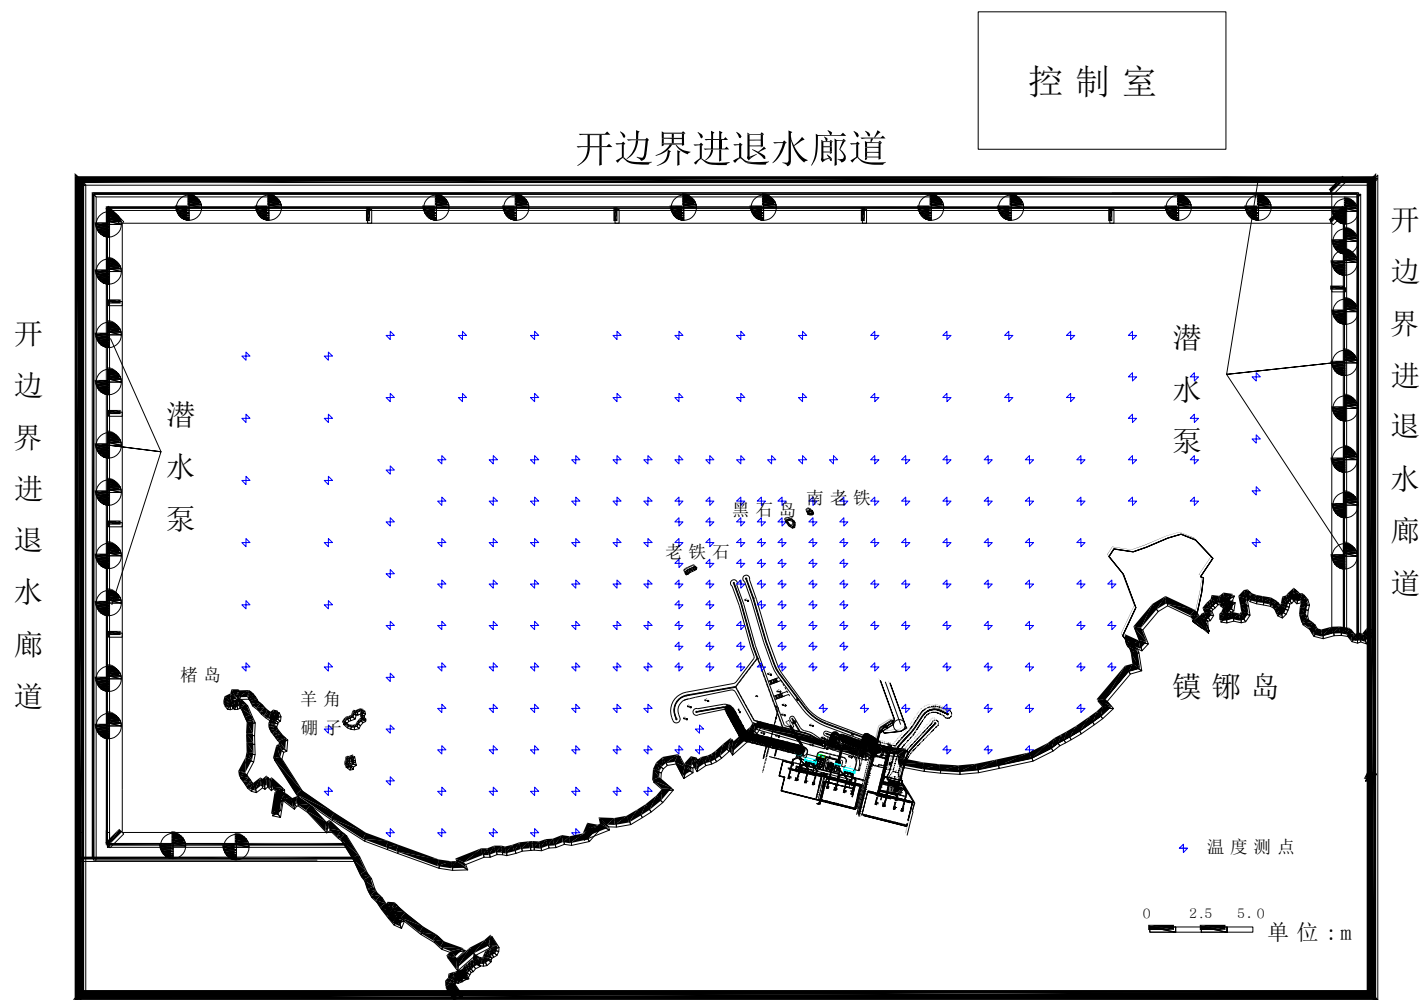 控制室
开边界进退水廊道
开边界进退水廊道
开边界进退水廊道
潜水泵
潜水泵
南老铁
黑石岛
老铁石
楮岛
羊角
硼子
镆铘岛
温度测点
0 2.5 5.0
单位:m